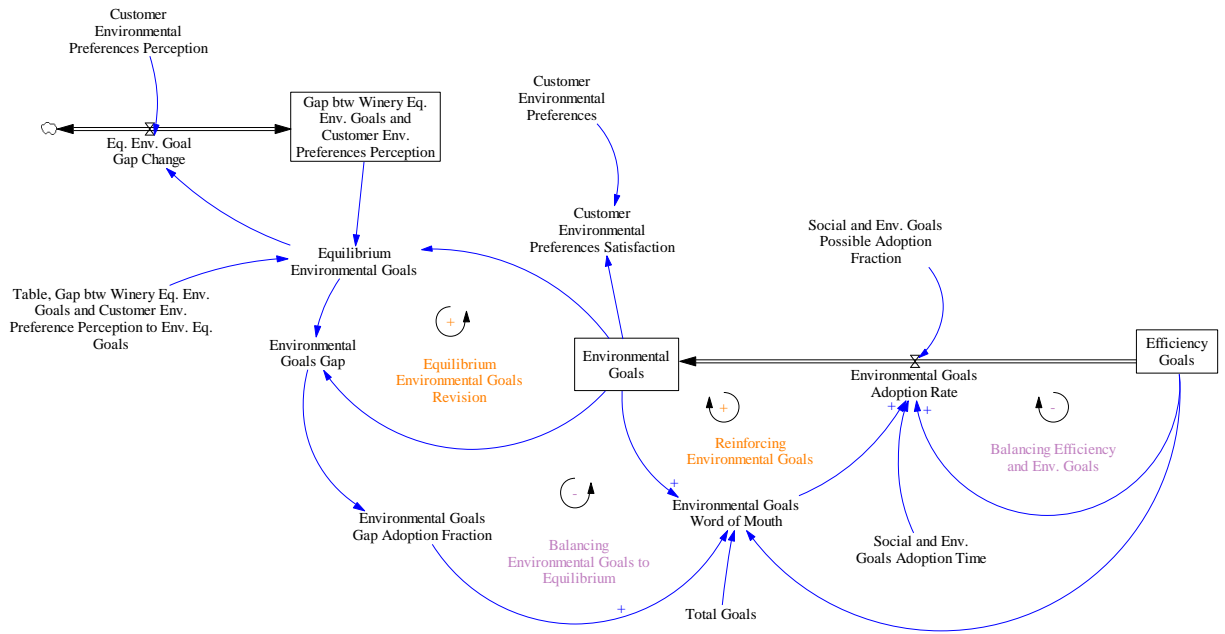 Customer
Environmental
Preferences Perception
Gap btw Winery Eq.
Env. Goals and
Customer Env.
Preferences Perception
Eq. Env. Goal
Gap Change
Customer
Environmental
Preferences
Customer
Environmental
Preferences Satisfaction
Social and Env. Goals
Possible Adoption
Fraction
Equilibrium
Environmental Goals
Table, Gap btw Winery Eq. Env.
Goals and Customer Env.
Preference Perception to Env. Eq.
Goals
+
Environmental
Goals Gap
Equilibrium
Environmental Goals
Revision
Environmental
Goals
Efficiency
Goals
Environmental Goals
Adoption Rate
+
+
+
-
Reinforcing
Environmental Goals
Balancing Efficiency
and Env. Goals
+
-
Environmental Goals
Word of Mouth
Environmental Goals
Gap Adoption Fraction
Balancing
Environmental Goals to
Equilibrium
Social and Env.
Goals Adoption Time
+
Total Goals